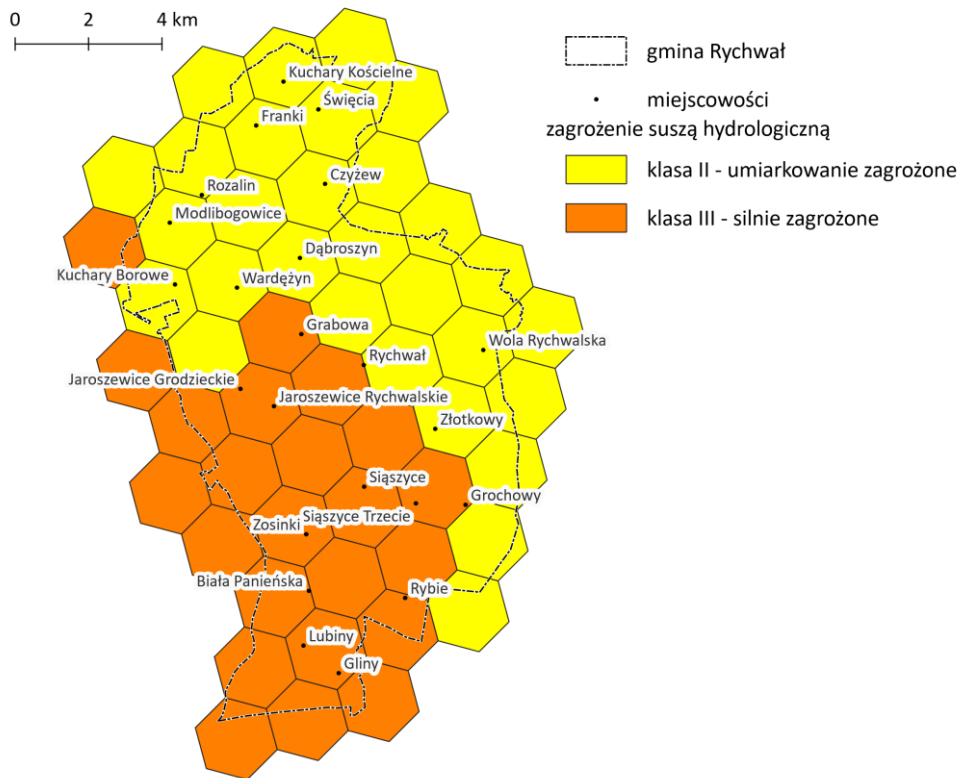 0 2 4 km
gmina Rychwał
miejscowości
zagrożenie suszą hydrologiczną
klasa II - umiarkowanie zagrożone
klasa III - silnie zagrożone
Kuchary Kościelne
Święcia
Franki
Czyżew
Rozalin
Modlibogowice
Dąbroszyn
Kuchary Borowe
Wardężyn
Grabowa
Wola Rychwalska
Rychwał
Jaroszewice Grodzieckie
Jaroszewice Rychwalskie
Złotkowy
Siąszyce
Grochowy
Siąszyce Trzecie
Zosinki
Biała Panieńska
Rybie
Lubiny
Gliny